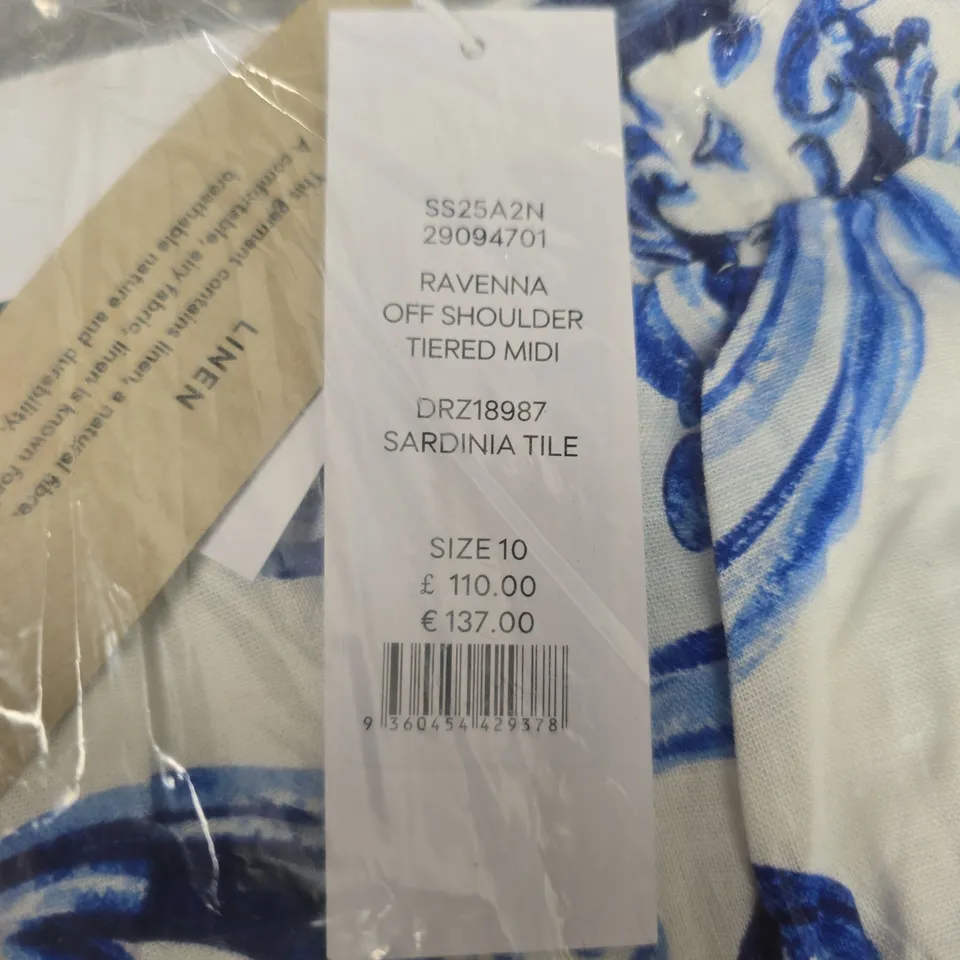 SS25A2N
29094701
RAVENNA
OFF SHOULDER
TIERED MIDI
DRZ18987
SARDINIA TILE
SIZE 10
£ 110.00
€ 137.00
9 360454 429378
LINEN
This garment contains linen, a natural fibre.
A comfortable, airy fabric, linen is known for
breathable nature and durability.